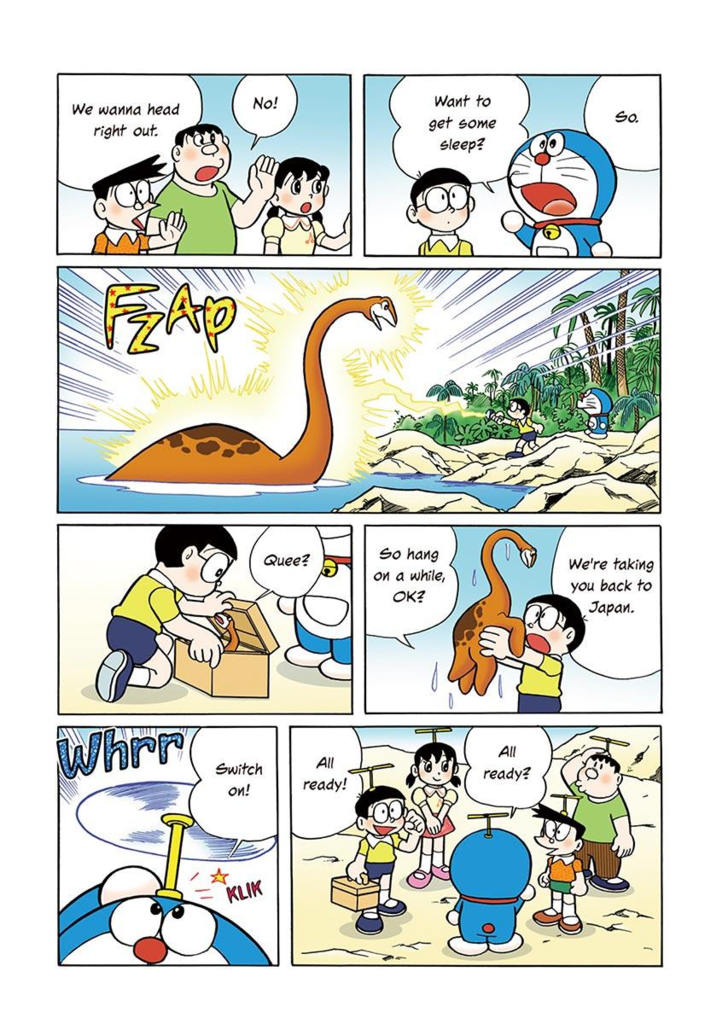 So.
Want to
get some
sleep?
No!
We wanna head
right out.
FZAP
We're taking
you back to
Japan.
So hang
on a while,
OK?
Quee?
All
ready?
All
ready!
Switch
on!
KLIK
Whrr